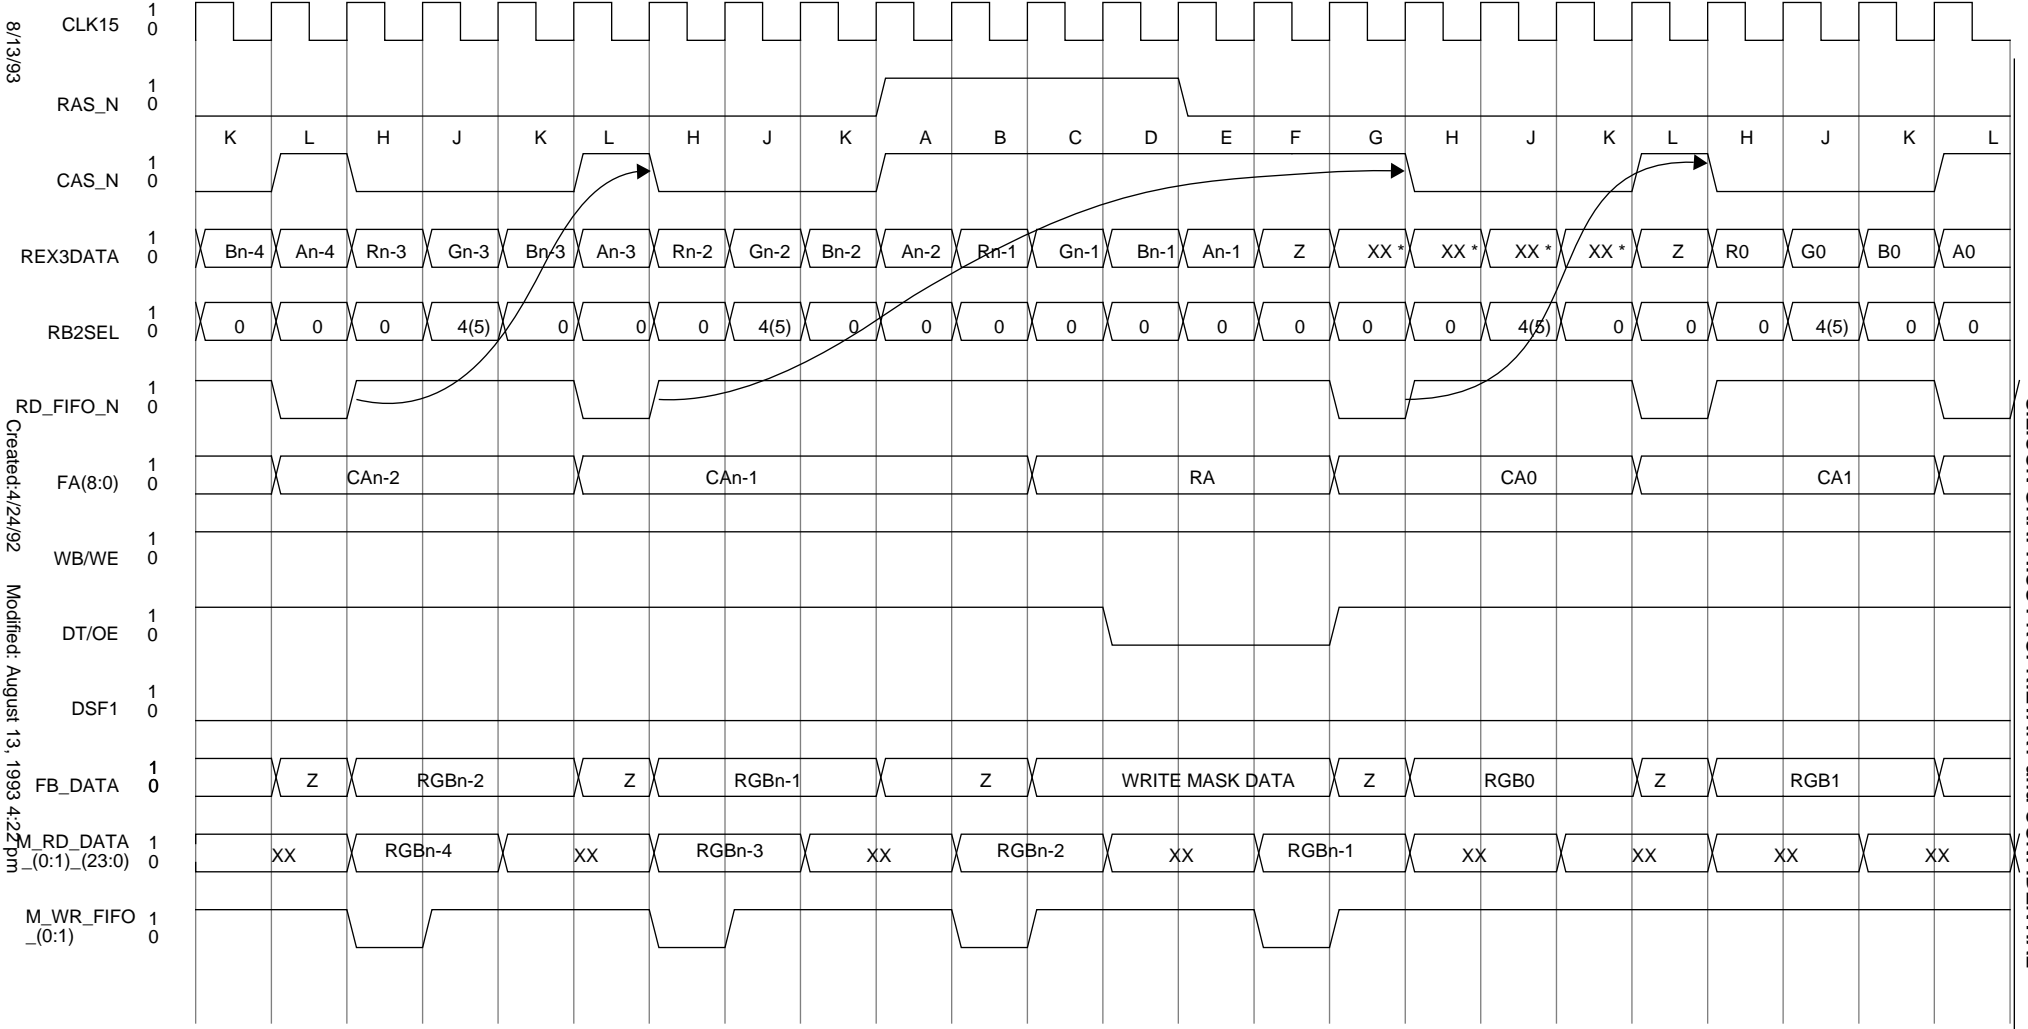 CLK15 1 0
RAS_N 1 0
K L H J K L H J K A B C D E F G H J K L H J K L
CAS_N 1 0
REX3DATA 1 0 Bn-4 An-4 Rn-3 Gn-3 Bn-3 An-3 Rn-2 Gn-2 Bn-2 An-2 Rn-1 Gn-1 Bn-1 An-1 Z XX * XX * XX * XX * Z R0 G0 B0 A0
RB2SEL 1 0 0 0 0 4(5) 0 0 0 4(5) 0 0 0 0 0 0 0 0 0 4(5) 0 0 0 4(5) 0 0
RD_FIFO_N 1 0
FA(8:0) 1 0 CAn-2 CAn-1 RA CA0 CA1
WB/WE 1 0
DT/OE 1 0
DSF1 1 0
FB_DATA 1 0 Z RGBn-2 Z RGBn-1 Z WRITE MASK DATA Z RGB0 Z RGB1
M_RD_DATA 1 XX RGBn-4 XX RGBn-3 XX RGBn-2 XX RGBn-1 XX XX XX XX
_(0:1)_(23:0) 0
M_WR_FIFO 1
_(0:1) 0
8/13/93
Created:4/24/92 Modified: August 13, 1993 4:22 pm